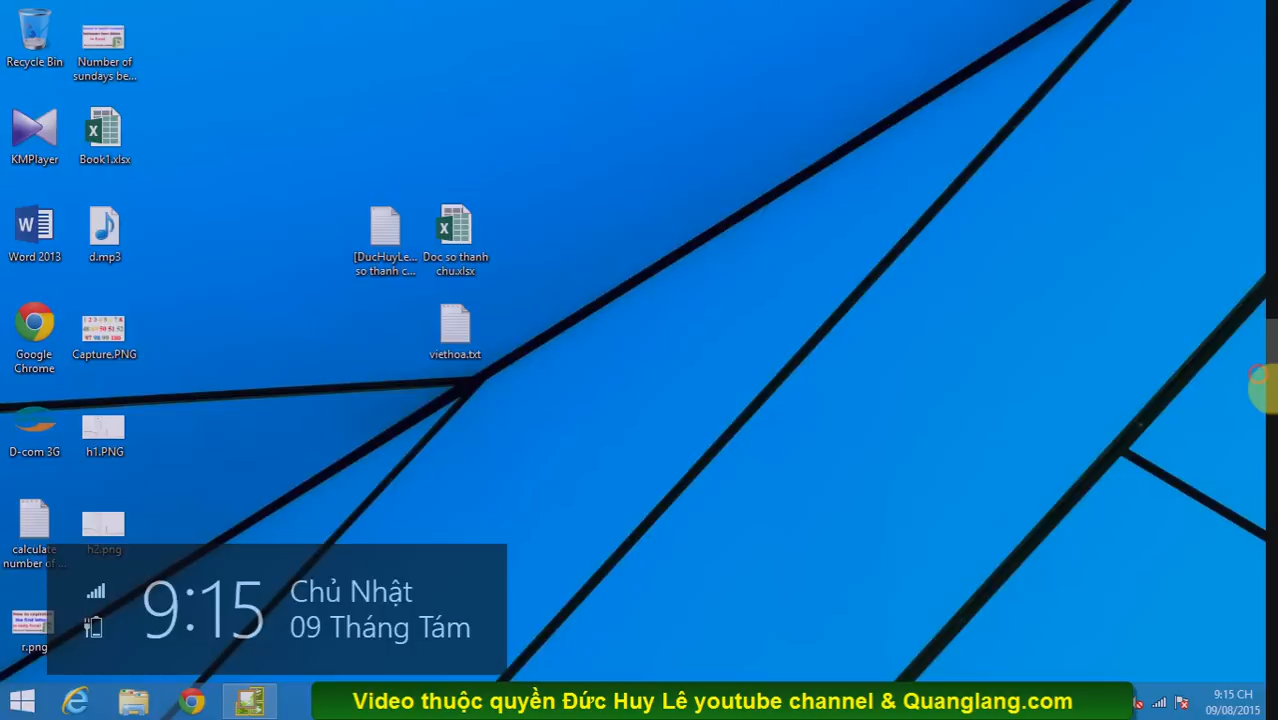 Recycle Bin
Number of
sundays be...
KMPlayer
Book1.xlsx
Word 2013
d.mp3
[DucHuyLe...
so thanh c...
Doc so thanh
chu.xlsx
Google
Chrome
Capture.PNG
viethoa.txt
D-com 3G
h1.PNG
calculate
number of ...
h2.png
r.png
9:15
Chủ Nhật
09 Tháng Tám
Video thuộc quyền Đức Huy Lê youtube channel & Quanglang.com
9:15 CH
09/08/2015